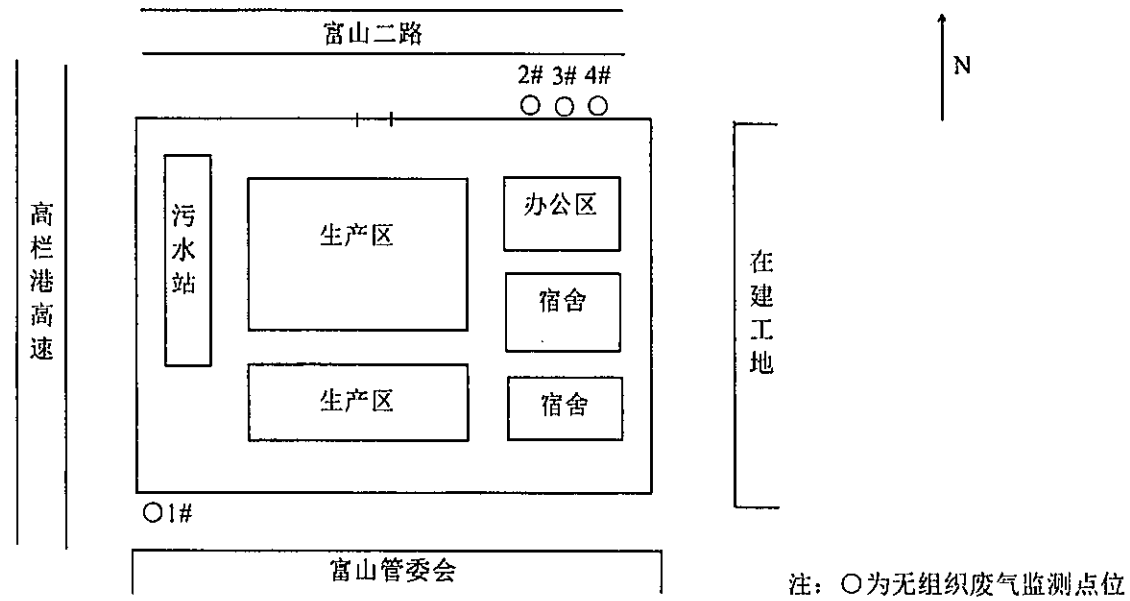 富山二路
N
2# 3# 4#
高栏港高速
污水站
生产区
办公区
宿舍
在建工地
生产区
宿舍
1#
富山管委会
注：○为无组织废气监测点位